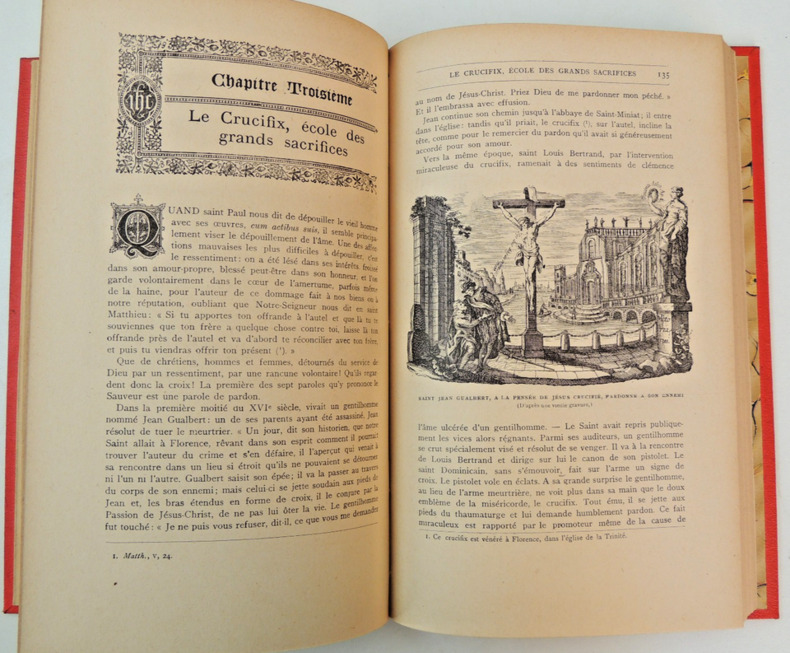 ihs
Chapitre Troisième
Le Crucifix, école des
grands sacrifices
QUAND saint Paul nous dit de dépouiller le vieil homme
avec ses œuvres, cum actibus suis, il semble principa-
lement viser le dépouillement de l'âme. Une des affec-
tions mauvaises les plus difficiles à dépouiller, c'est
le ressentiment : on a été lésé dans ses intérêts, froissé
dans son amour-propre, blessé peut-être dans son honneur, et l'on
garde volontairement dans le cœur de l'amertume, parfois même
de la haine, pour l'auteur de ce dommage fait à nos biens ou à
notre réputation, oubliant que Notre-Seigneur nous dit en saint
Matthieu : « Si tu apportes ton offrande à l'autel et que là tu te
souviennes que ton frère a quelque chose contre toi, laisse là ton
offrande près de l'autel et va d'abord te réconcilier avec ton frère,
et puis tu viendras offrir ton présent (¹). »
Que de chrétiens, hommes et femmes, détournés du service de
Dieu par un ressentiment, par une rancune volontaire! Qu'ils regar-
dent donc la croix! La première des sept paroles qu'y prononce le
Sauveur est une parole de pardon.
Dans la première moitié du XVIᵉ siècle, vivait un gentilhomme
nommé Jean Gualbert : un de ses parents ayant été assassiné, Jean
résolut de tuer le meurtrier. « Un jour, dit son historien, que notre
Saint allait à Florence, rêvant dans son esprit comment il pourrait
trouver l'auteur du crime et s'en défaire, il l'aperçut qui venait à
sa rencontre dans un lieu si étroit qu'ils ne pouvaient se détourner
ni l'un ni l'autre. Gualbert saisit son épée; il va la passer au travers
du corps de son ennemi; mais celui-ci se jette soudain aux pieds de
Jean et, les bras étendus en forme de croix, il le conjure par la
Passion de Jésus-Christ, de ne pas lui ôter la vie. Le gentilhomme
fut touché : « Je ne puis vous refuser, dit-il, ce que vous me demandez
1. Matth., v, 24.
LE CRUCIFIX, ÉCOLE DES GRANDS SACRIFICES 135
au nom de Jésus-Christ. Priez Dieu de me pardonner mon péché. »
Et il l'embrassa avec effusion.
Jean continue son chemin jusqu'à l'abbaye de Saint-Miniat; il entre
dans l'église : tandis qu'il priait, le crucifix (¹), sur l'autel, incline la
tête, comme pour le remercier du pardon qu'il avait si généreusement
accordé pour son amour.
Vers la même époque, saint Louis Bertrand, par l'intervention
miraculeuse du crucifix, ramenait à des sentiments de clémence
SAINT JEAN GUALBERT, A LA PENSÉE DE JÉSUS CRUCIFIÉ, PARDONNE A SON ENNEMI
(D'après une vieille gravure.)
l'âme ulcérée d'un gentilhomme. — Le Saint avait repris publique-
ment les vices alors régnants. Parmi ses auditeurs, un gentilhomme
se crut spécialement visé et résolut de se venger. Il va à la rencontre
de Louis Bertrand et dirige sur lui le canon de son pistolet. Le
saint Dominicain, sans s'émouvoir, fait sur l'arme un signe de
croix. Le pistolet vole en éclats. A sa grande surprise le gentilhomme,
au lieu de l'arme meurtrière, ne voit plus dans sa main que le doux
emblème de la miséricorde, le crucifix. Tout ému, il se jette aux
pieds du thaumaturge et lui demande humblement pardon. Ce fait
miraculeux est rapporté par le promoteur même de la cause de
1. Ce crucifix est vénéré à Florence, dans l'église de la Trinité.